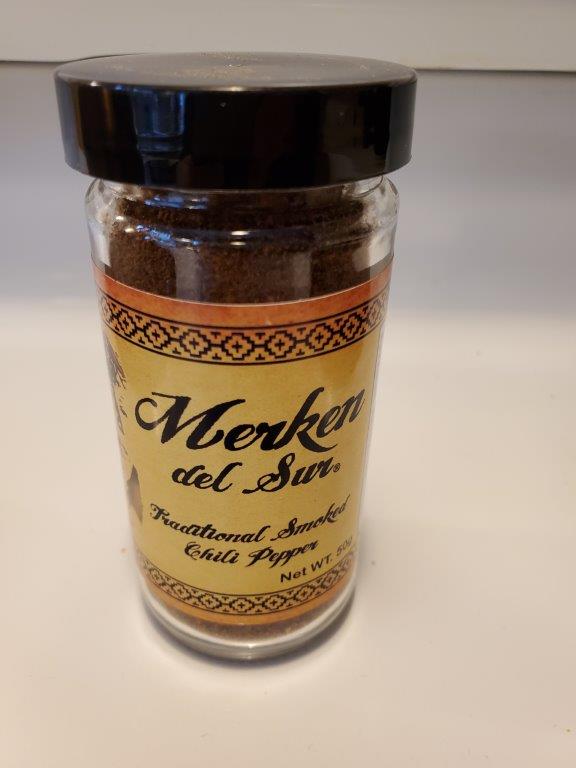 Merken
del Sur®
Traditional Smoked
Chili Pepper
Net WT. 50g